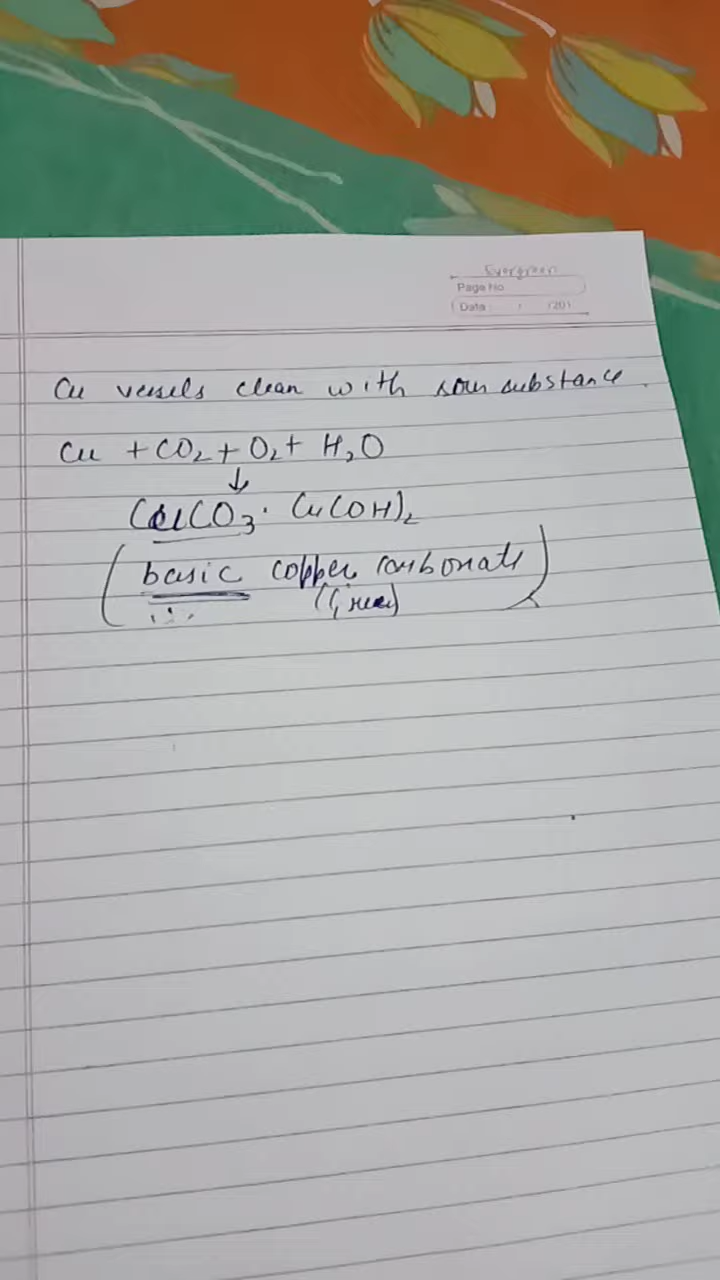 Evergreen
Page No
Date : : (20)
Cu vessels clean with sour substance.
Cu + CO₂ + O₂ + H₂O
↓
CuCO₃ · Cu(OH)₂
(basic copper carbonate)
(Green)